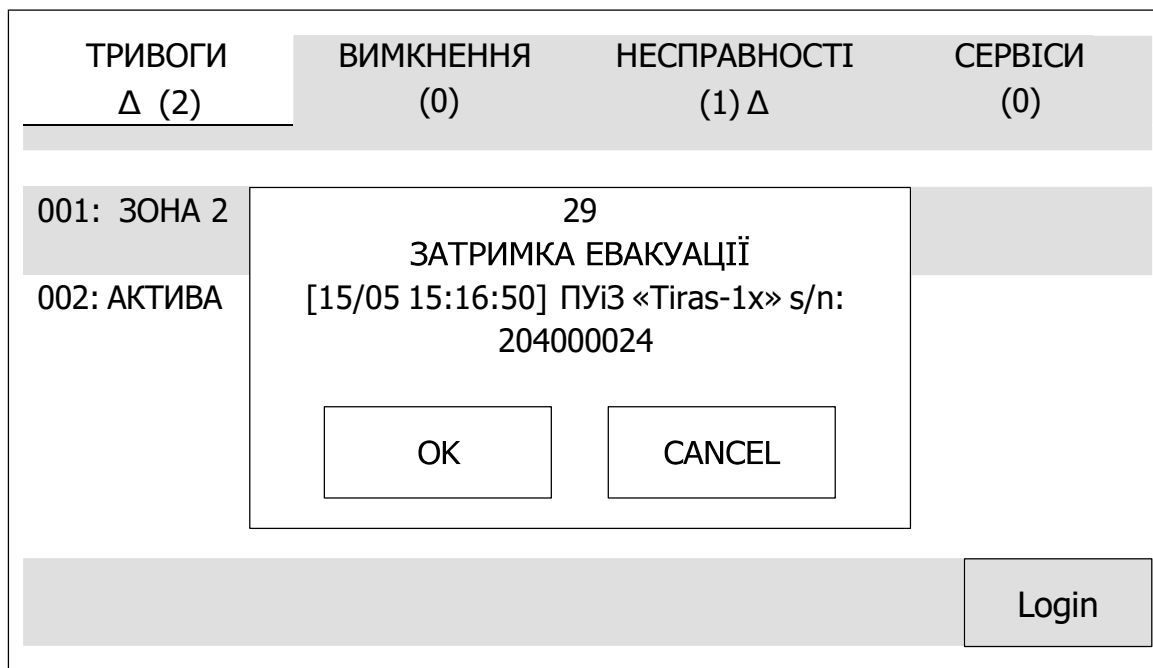 ТРИВОГИ ВИМКНЕННЯ НЕСПРАВНОСТІ СЕРВІСИ
Δ (2) (0) (1) Δ (0)
001: ЗОНА 2
29
ЗАТРИМКА ЕВАКУАЦІЇ
002: АКТИВА
[15/05 15:16:50] ПУіЗ «Tiras-1x» s/n:
204000024
OK CANCEL
Login